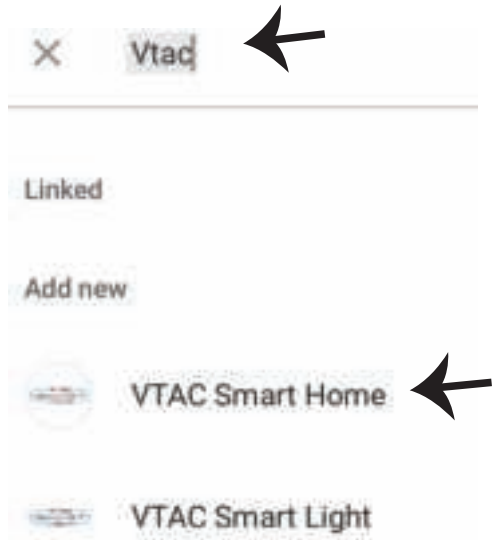 Vtac
Linked
Add new
VTAC Smart Home
VTAC Smart Light